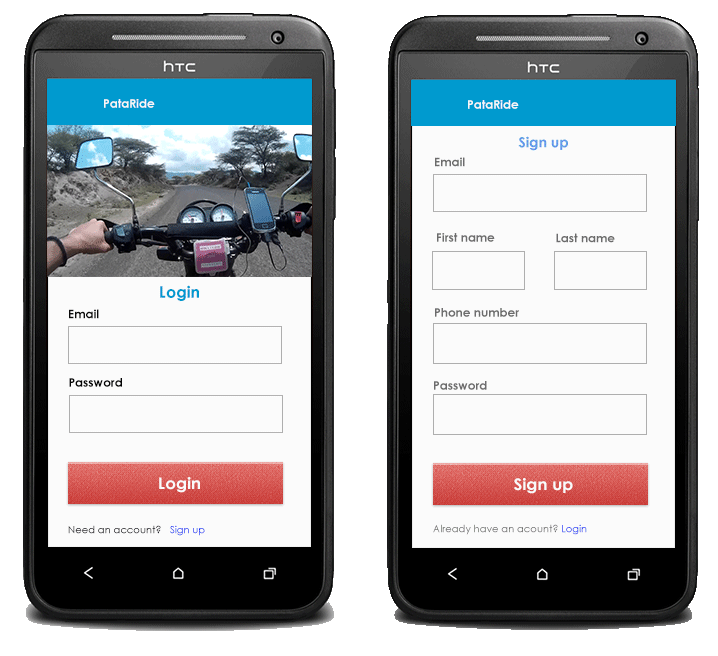 htc
PataRide
Login
Email
Password
Login
Need an account? Sign up
htc
PataRide
Sign up
Email
First name Last name
Phone number
Password
Sign up
Already have an acount? Login